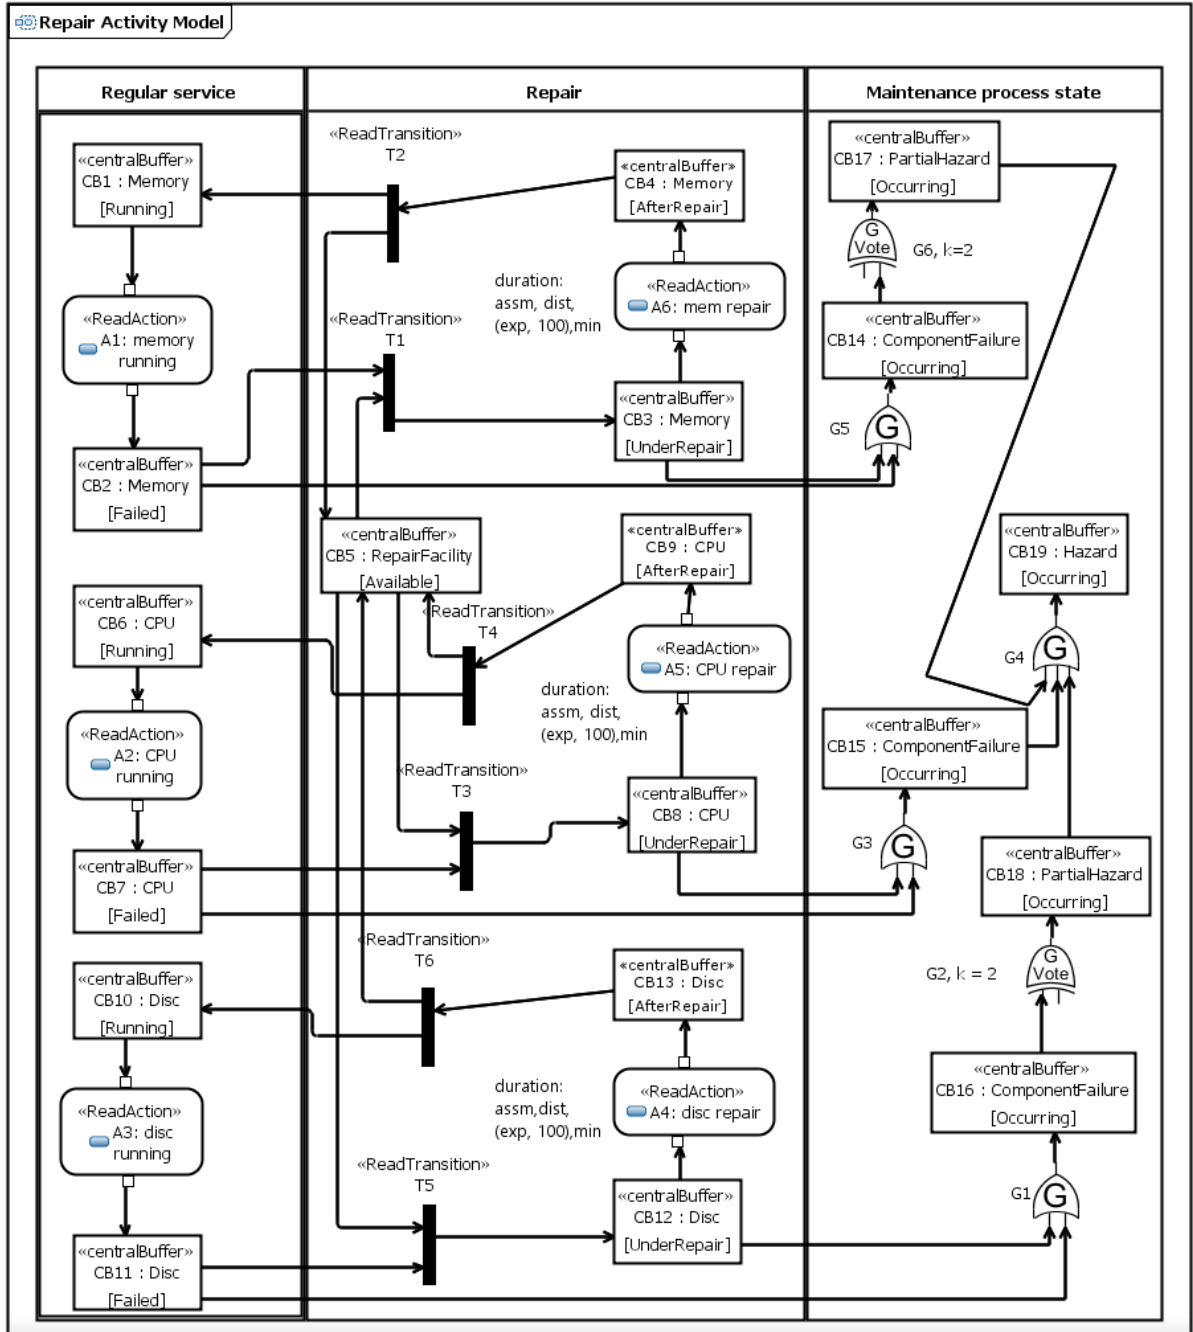 Repair Activity Model
Regular service
Repair
Maintenance process state
«centralBuffer»
CB1 : Memory
[Running]
«ReadAction»
A1: memory
running
«centralBuffer»
CB2 : Memory
[Failed]
«centralBuffer»
CB6 : CPU
[Running]
«ReadAction»
A2: CPU
running
«centralBuffer»
CB7 : CPU
[Failed]
«centralBuffer»
CB10 : Disc
[Running]
«ReadAction»
A3: disc
running
«centralBuffer»
CB11 : Disc
[Failed]
«ReadTransition»
T2
«centralBuffer»
CB4 : Memory
[AfterRepair]
duration:
assm, dist,
(exp, 100),min
«ReadAction»
A6: mem repair
«ReadTransition»
T1
«centralBuffer»
CB3 : Memory
[UnderRepair]
«centralBuffer»
CB5 : RepairFacility
[Available]
«centralBuffer»
CB9 : CPU
[AfterRepair]
«ReadTransition»
T4
«ReadAction»
A5: CPU repair
duration:
assm, dist,
(exp, 100),min
«ReadTransition»
T3
«centralBuffer»
CB8 : CPU
[UnderRepair]
«ReadTransition»
T6
«centralBuffer»
CB13 : Disc
[AfterRepair]
duration:
assm,dist,
(exp, 100),min
«ReadAction»
A4: disc repair
«ReadTransition»
T5
«centralBuffer»
CB12 : Disc
[UnderRepair]
«centralBuffer»
CB17 : PartialHazard
[Occurring]
G
Vote
G6, k=2
«centralBuffer»
CB14 : ComponentFailure
[Occurring]
G5
G
«centralBuffer»
CB19 : Hazard
[Occurring]
G4
G
«centralBuffer»
CB15 : ComponentFailure
[Occurring]
G3
G
«centralBuffer»
CB18 : PartialHazard
[Occurring]
G2, k = 2
G
Vote
«centralBuffer»
CB16 : ComponentFailure
[Occurring]
G1
G